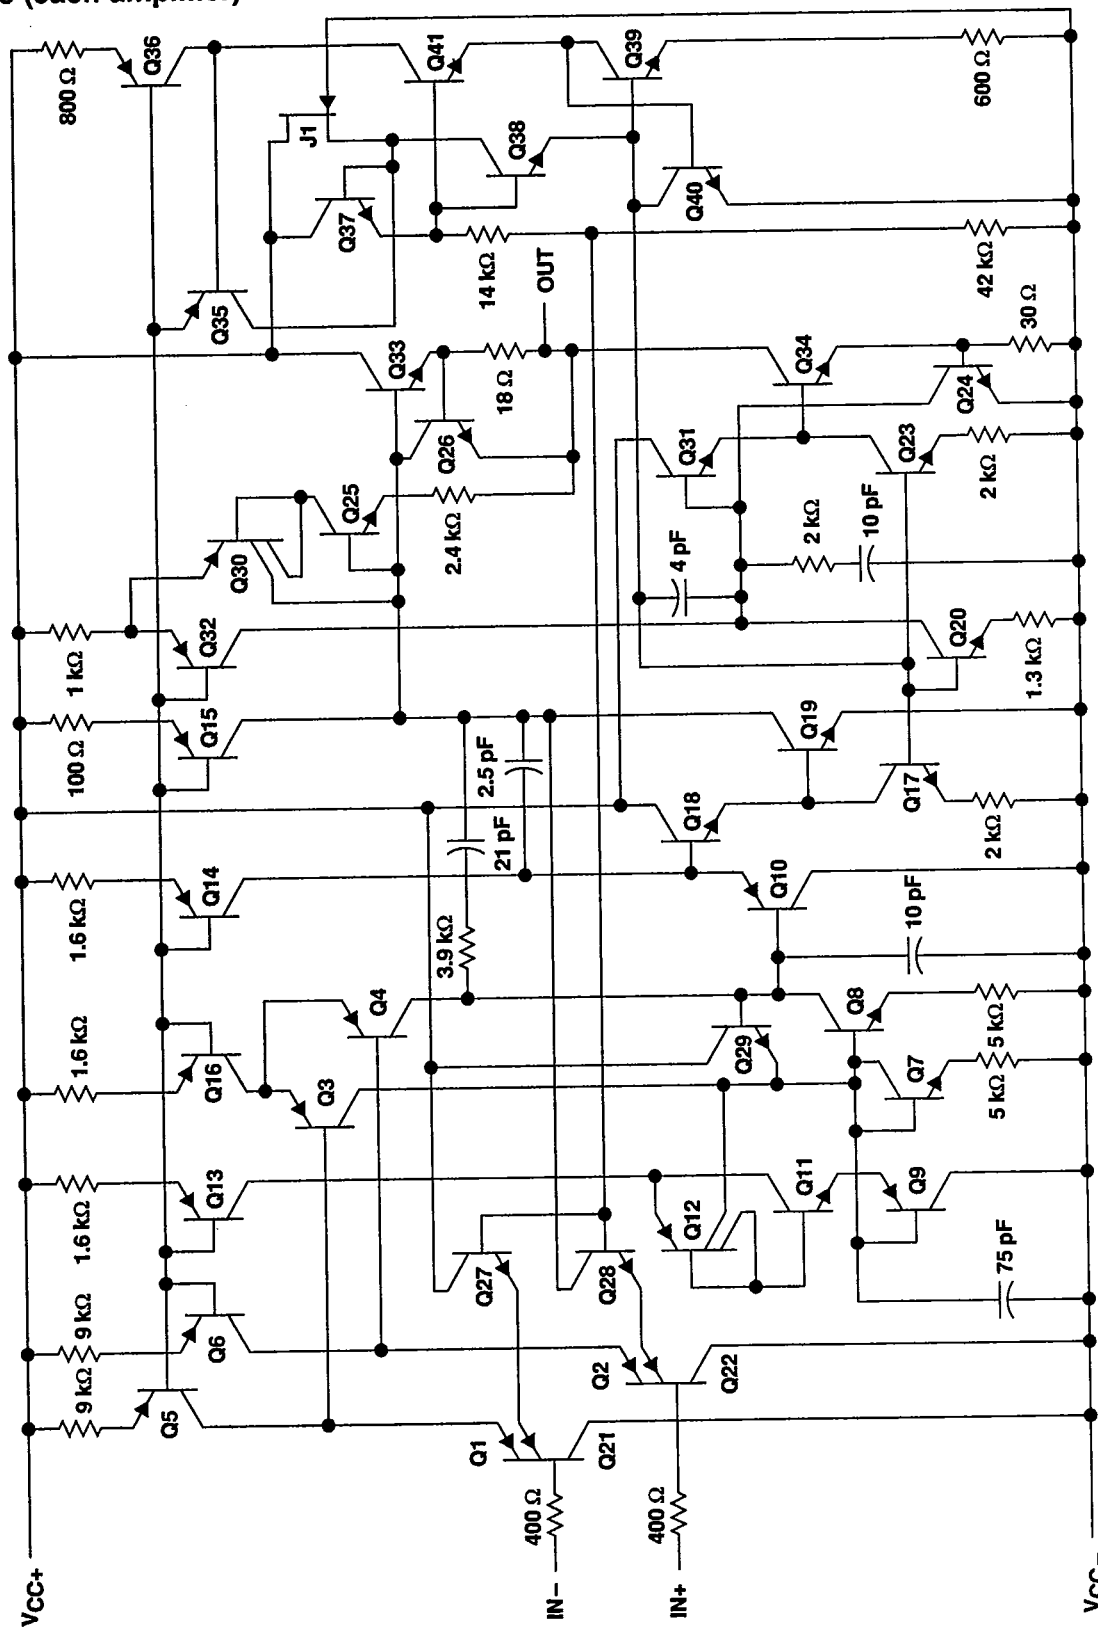 (each amplifier)
VCC+
IN−
IN+
VCC−
400 Ω
400 Ω
9 kΩ
9 kΩ
Q5
Q6
Q1
Q21
Q2
Q22
1.6 kΩ
Q13
Q27
Q28
Q12
Q11
Q9
75 pF
1.6 kΩ
Q16
Q3
Q4
Q29
Q7
Q8
5 kΩ
5 kΩ
1.6 kΩ
Q14
3.9 kΩ
21 pF
2.5 pF
Q10
10 pF
100 Ω
Q15
Q18
Q19
Q17
2 kΩ
1 kΩ
Q32
Q30
Q25
2.4 kΩ
Q26
Q33
18 Ω
OUT
4 pF
2 kΩ
10 pF
Q20
1.3 kΩ
Q31
Q34
Q23
2 kΩ
Q24
30 Ω
Q35
Q37
J1
14 kΩ
42 kΩ
Q38
Q40
800 Ω
Q36
Q41
Q39
600 Ω